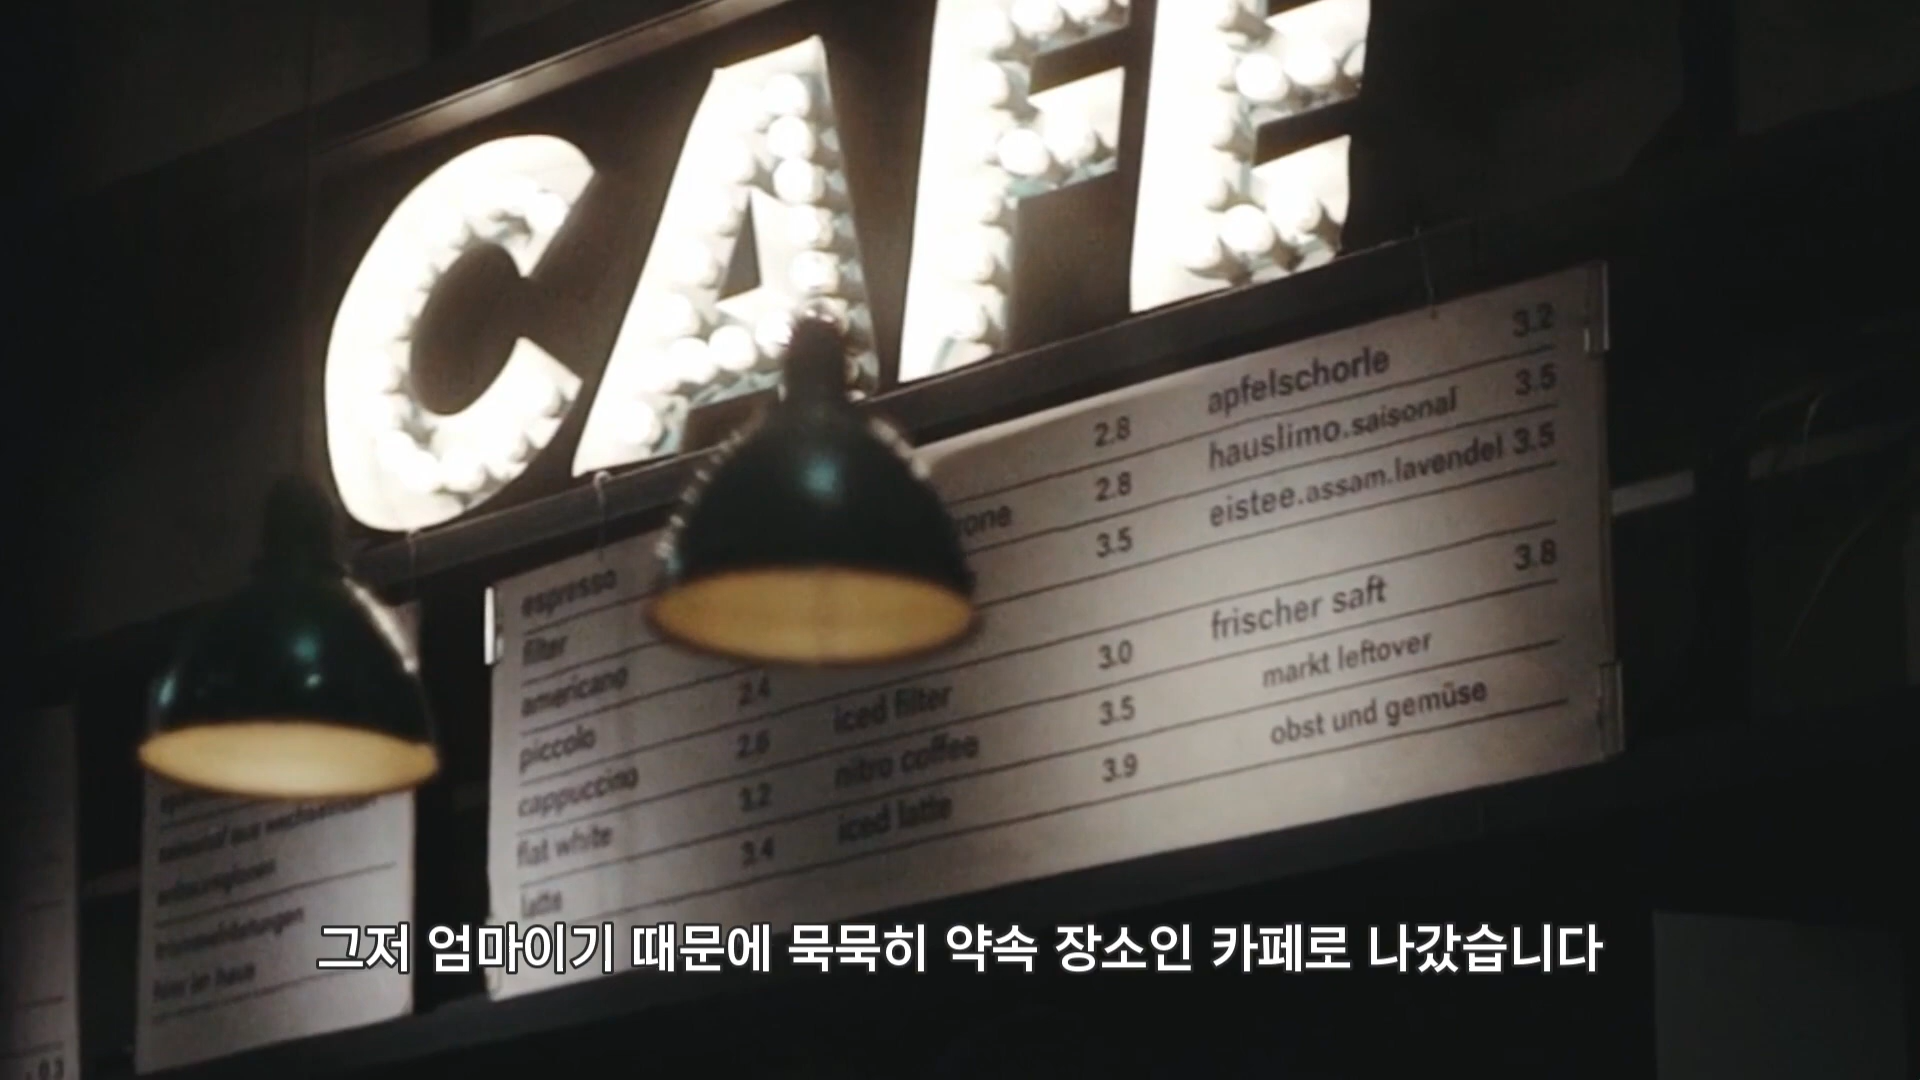 CAFE
espresso
filter
americano
piccolo 2.4
cappuccino 2.6
flat white 3.2
latte 3.4
2.8
2.8
3.5
iced filter 3.0
nitro coffee 3.5
iced latte 3.9
apfelschorle 3.2
hauslimo.saisonal 3.5
eistee.assam.lavendel 3.5
frischer saft 3.8
markt leftover
obst und gemüse
그저 엄마이기 때문에 묵묵히 약속 장소인 카페로 나갔습니다